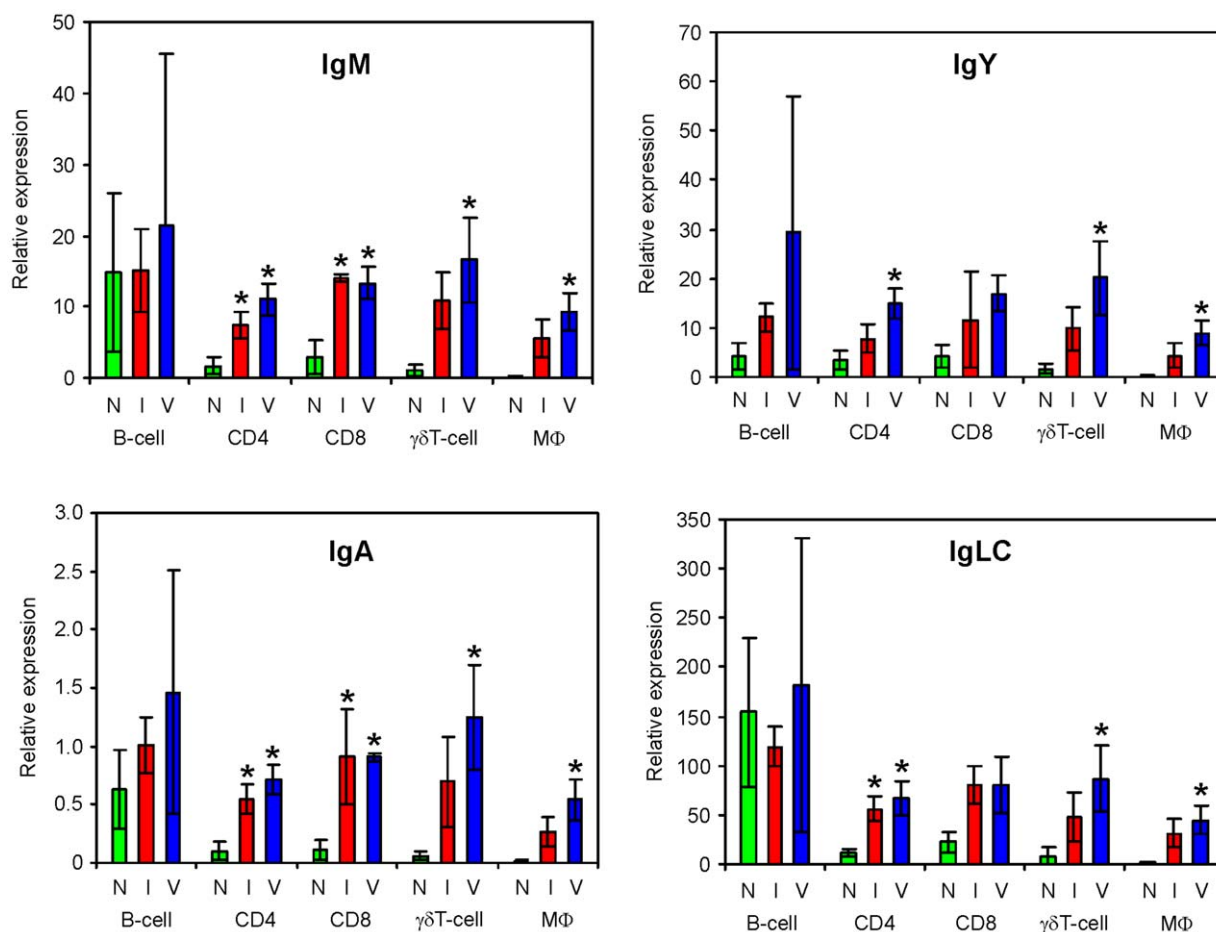 IgM
Relative expression
50
40
30
20
10
0
* * * * * *
N I V N I V N I V N I V N I V
B-cell CD4 CD8 γδT-cell MΦ
IgY
Relative expression
70
60
50
40
30
20
10
0
* * *
N I V N I V N I V N I V N I V
B-cell CD4 CD8 γδT-cell MΦ
IgA
Relative expression
3.0
2.5
2.0
1.5
1.0
0.5
0
* * * * * *
N I V N I V N I V N I V N I V
B-cell CD4 CD8 γδT-cell MΦ
IgLC
Relative expression
350
300
250
200
150
100
50
0
* * * *
N I V N I V N I V N I V N I V
B-cell CD4 CD8 γδT-cell MΦ